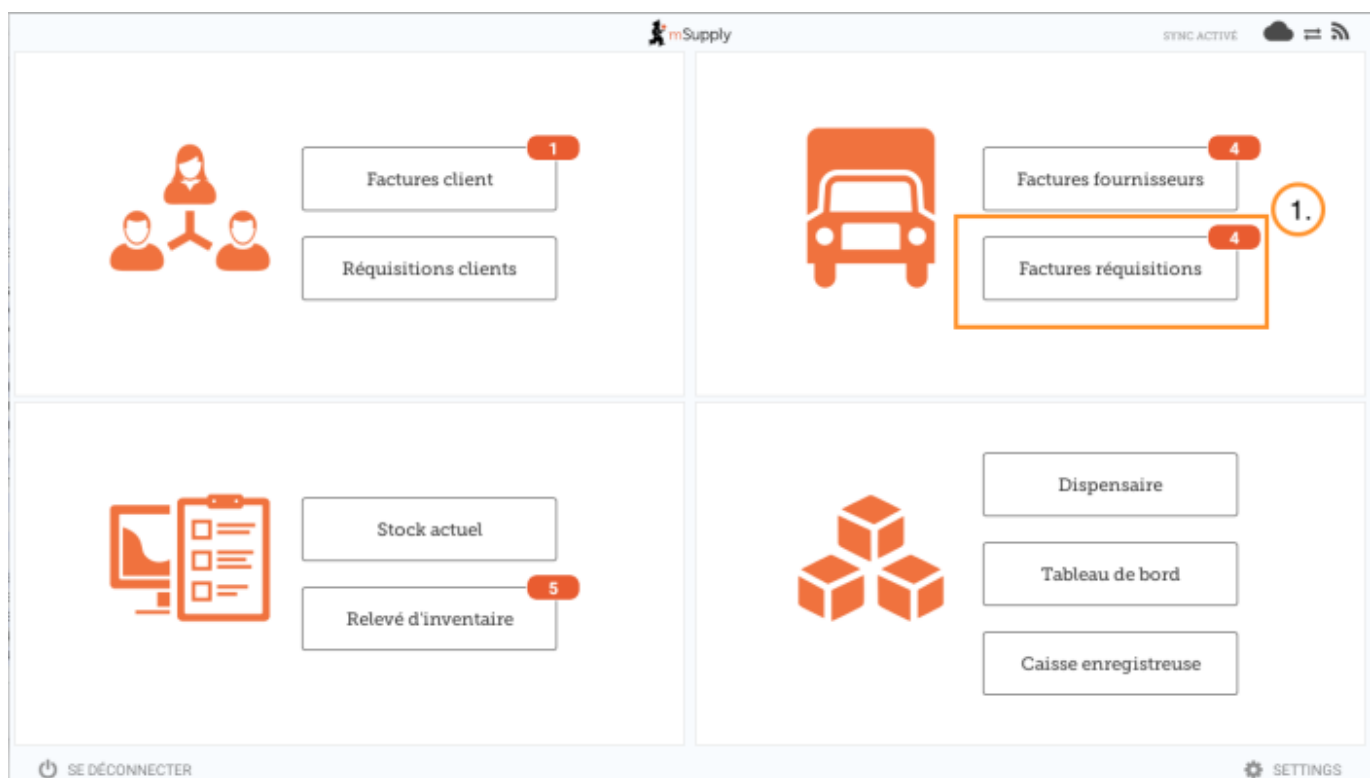 mSupply
SYNC ACTIVÉ
1
Factures client
Réquisitions clients
4
Factures fournisseurs
1.
4
Factures réquisitions
Stock actuel
5
Relevé d'inventaire
Dispensaire
Tableau de bord
Caisse enregistreuse
SE DÉCONNECTER
SETTINGS